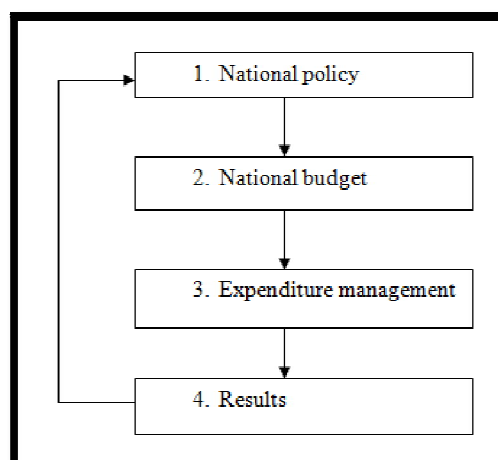 1. National policy
2. National budget
3. Expenditure management
4. Results